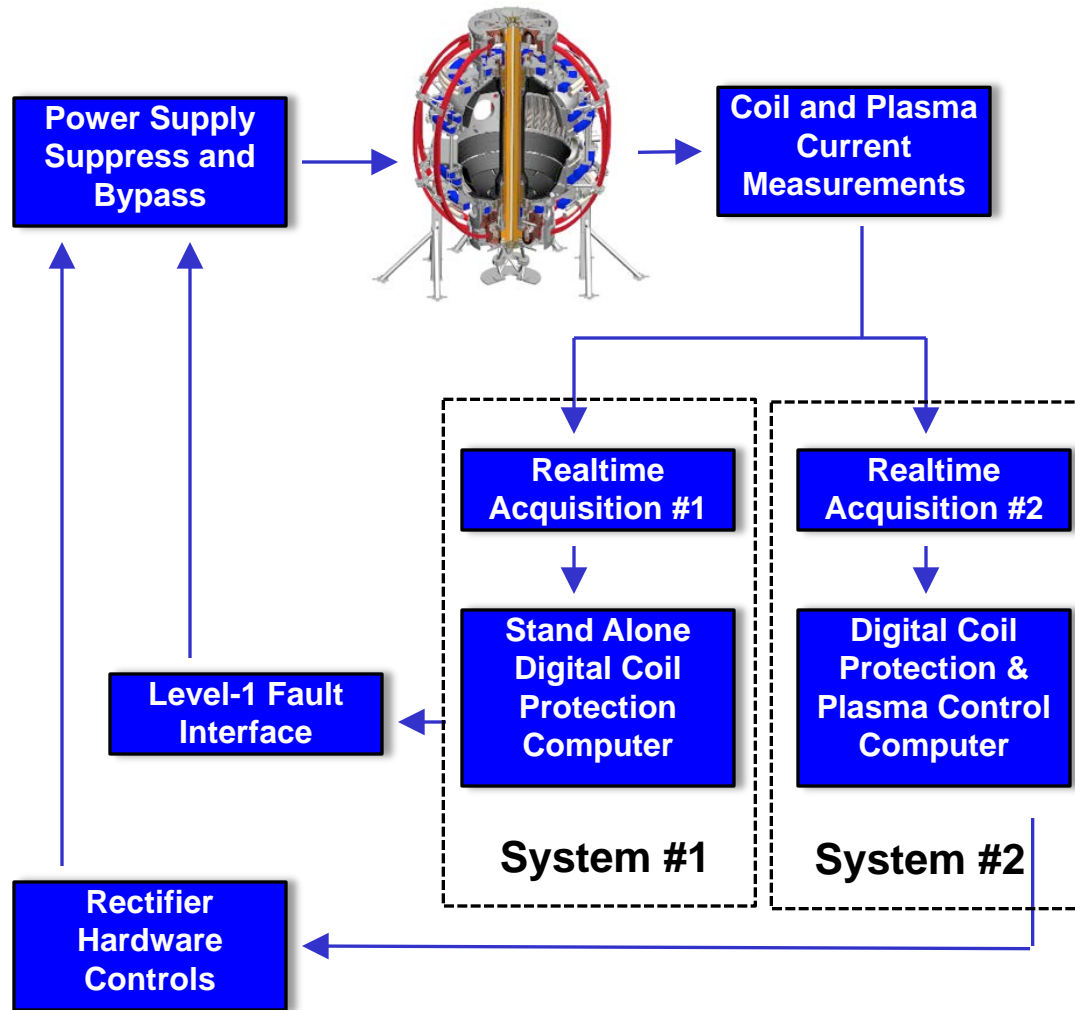 Power Supply
Suppress and
Bypass
Coil and Plasma
Current
Measurements
Realtime
Acquisition #1
Realtime
Acquisition #2
Stand Alone
Digital Coil
Protection
Computer
Digital Coil
Protection &
Plasma Control
Computer
Level-1 Fault
Interface
System #1
System #2
Rectifier
Hardware
Controls